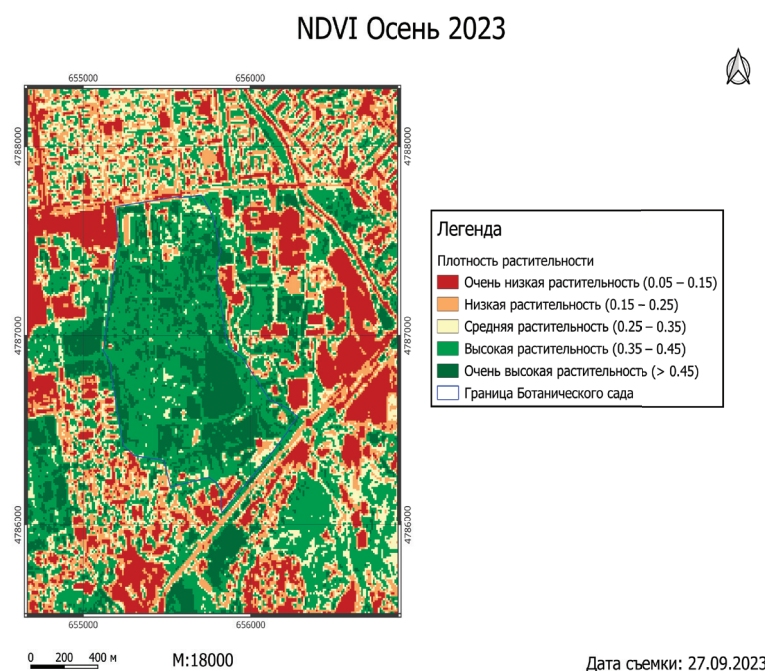 NDVI Осень 2023
655000 656000
4788000 4788000
4787000 4787000
4786000 4786000
655000 656000
Легенда
Плотность растительности
Очень низкая растительность (0.05 – 0.15)
Низкая растительность (0.15 – 0.25)
Средняя растительность (0.25 – 0.35)
Высокая растительность (0.35 – 0.45)
Очень высокая растительность (> 0.45)
Граница Ботанического сада
0 200 400 м
М:18000
Дата съемки: 27.09.2023